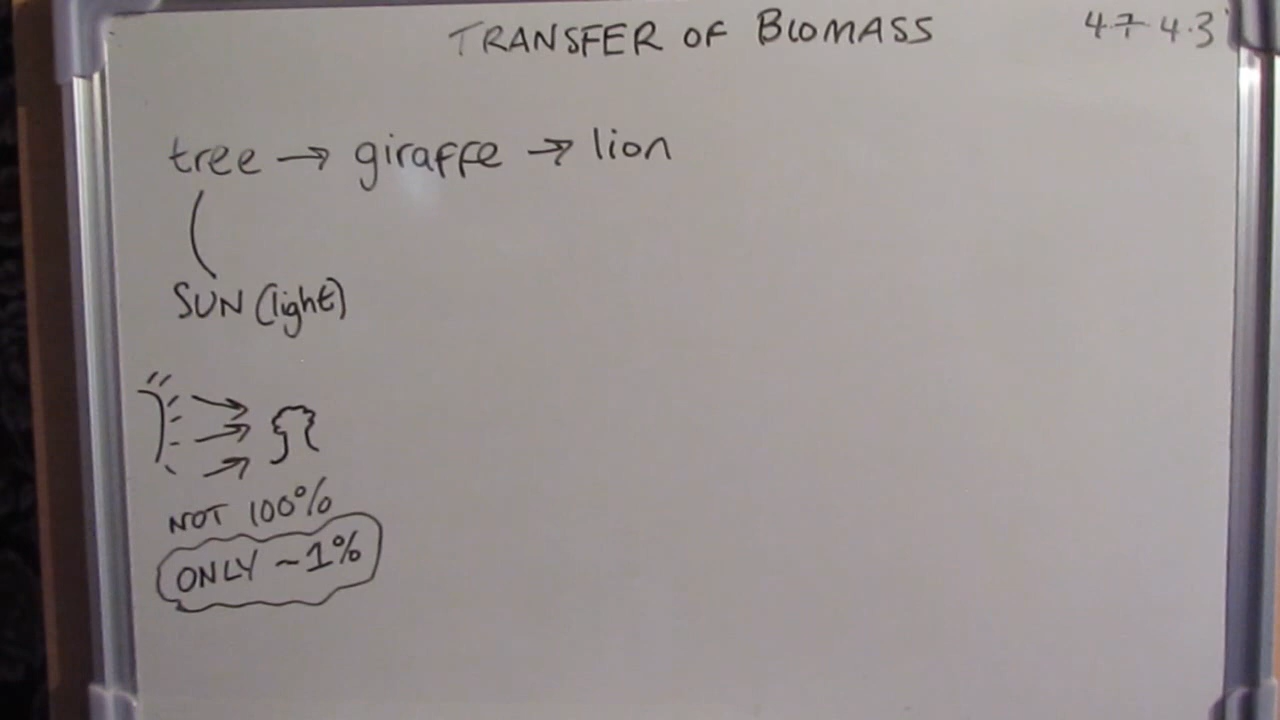 TRANSFER OF BIOMASS 4.7 4.3
tree → giraffe → lion
SUN (light)
NOT 100%
ONLY ~1%